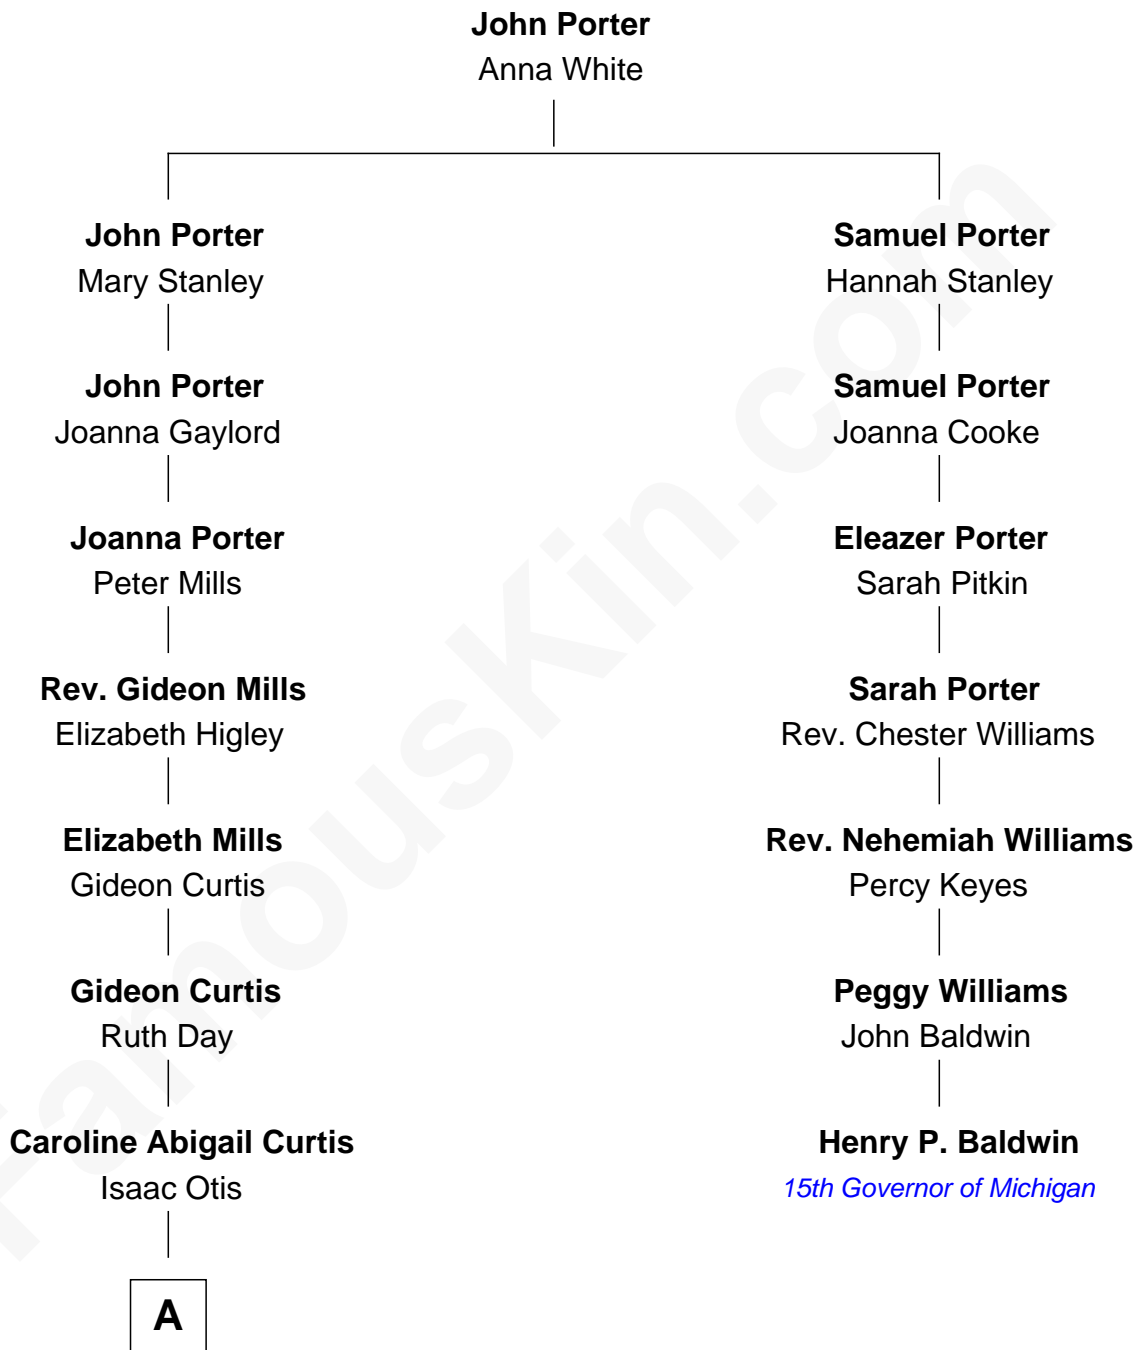 John Porter
Anna White
John Porter
Mary Stanley
John Porter
Joanna Gaylord
Joanna Porter
Peter Mills
Rev. Gideon Mills
Elizabeth Higley
Elizabeth Mills
Gideon Curtis
Gideon Curtis
Ruth Day
Caroline Abigail Curtis
Isaac Otis
A
Samuel Porter
Hannah Stanley
Samuel Porter
Joanna Cooke
Eleazer Porter
Sarah Pitkin
Sarah Porter
Rev. Chester Williams
Rev. Nehemiah Williams
Percy Keyes
Peggy Williams
John Baldwin
Henry P. Baldwin
15th Governor of Michigan
FamousKin.com